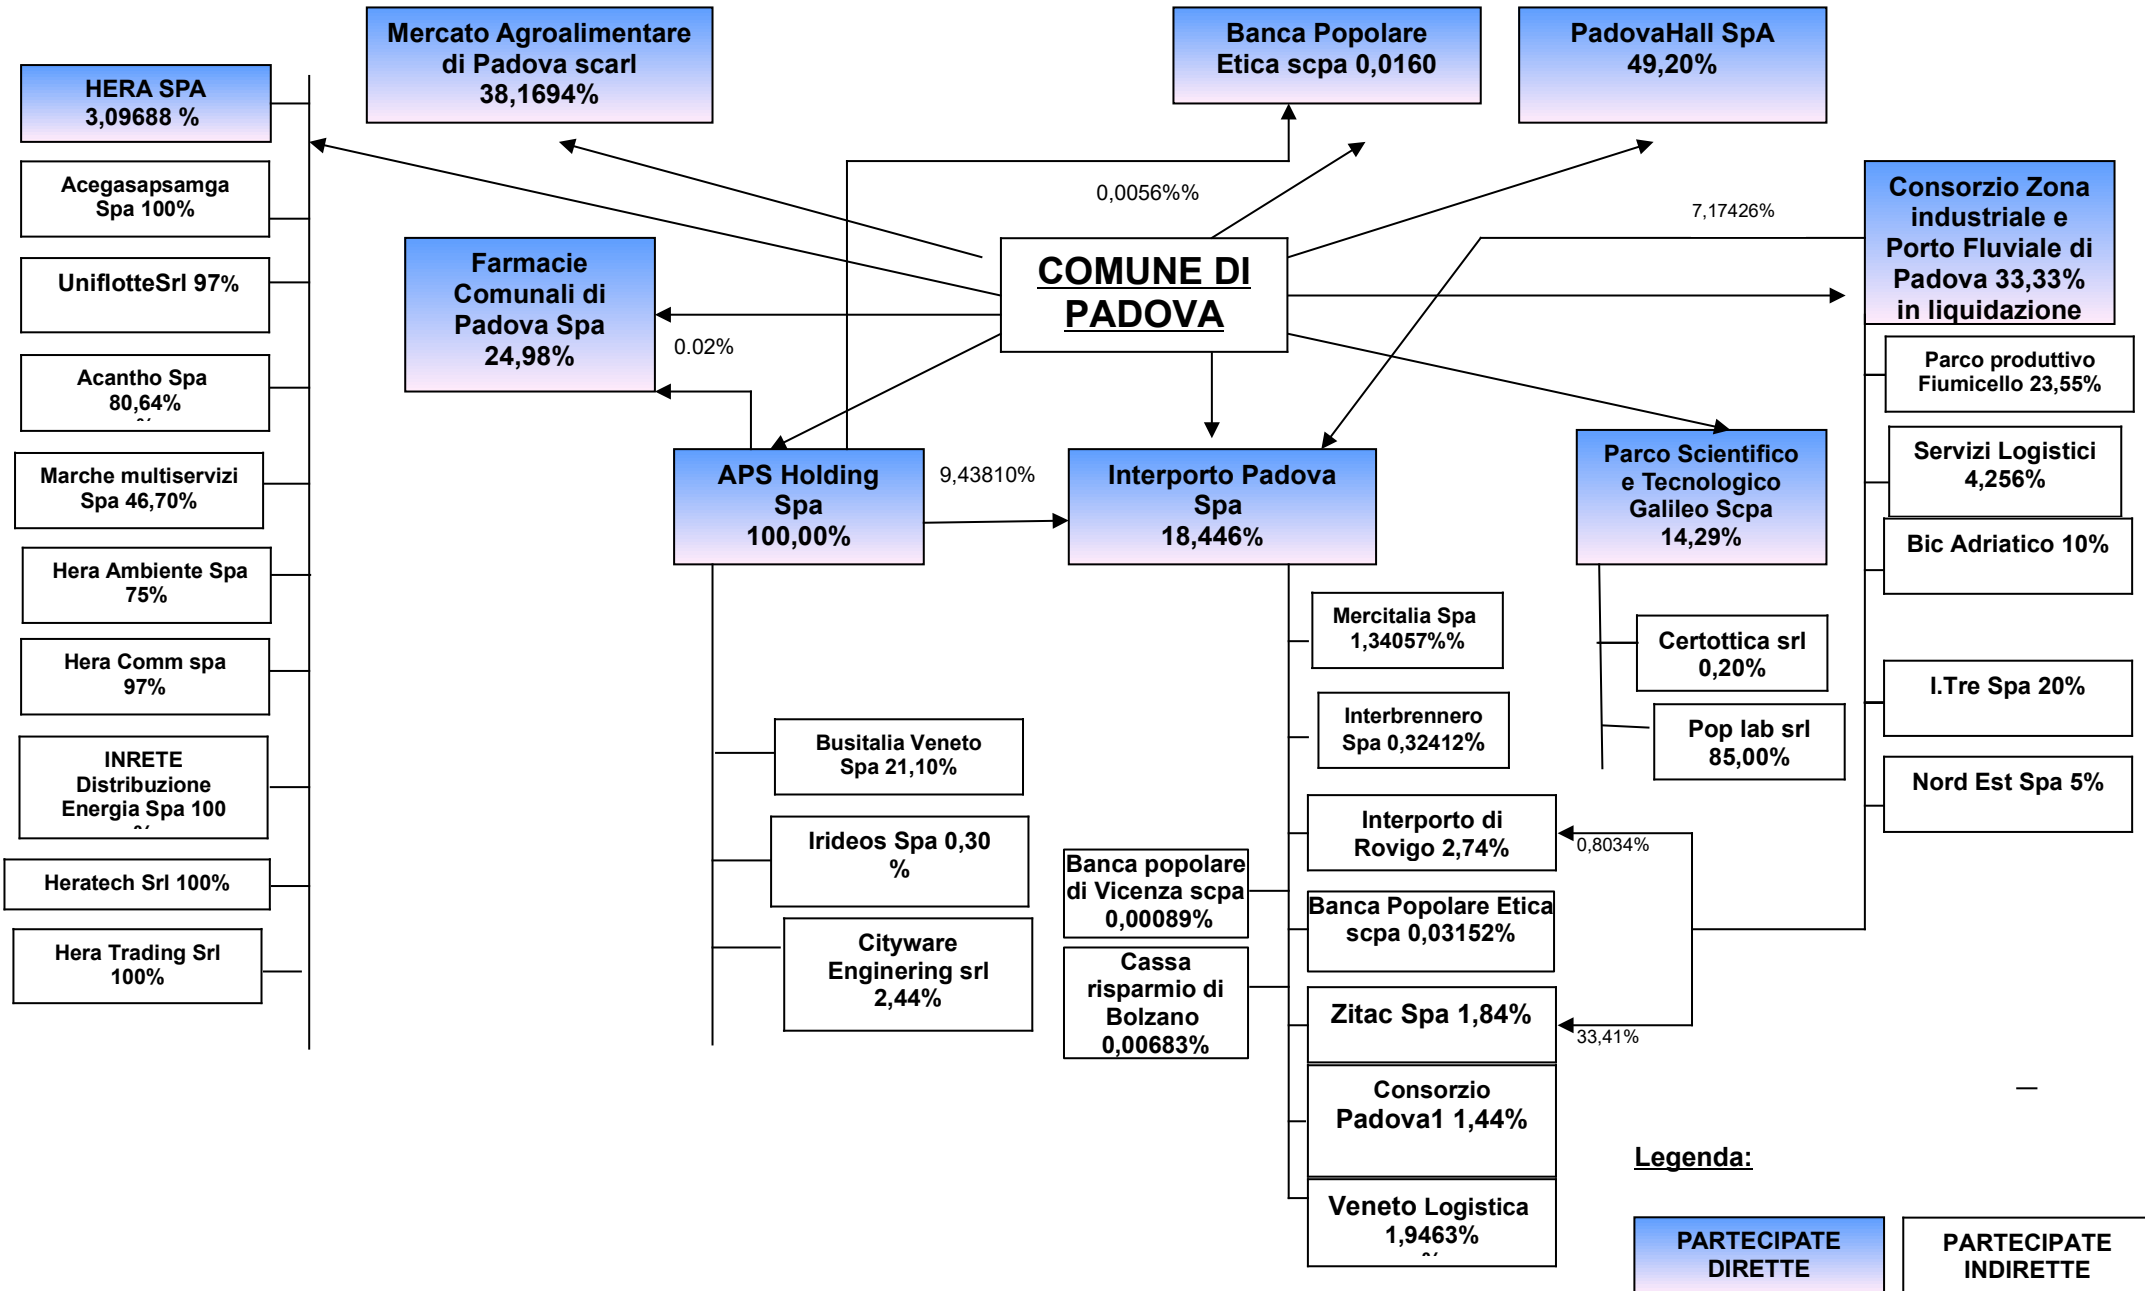 Mercato Agroalimentare
di Padova scarl
38,1694%
Banca Popolare
Etica scpa 0,0160
PadovaHall SpA
49,20%
HERA SPA
3,09688 %
Acegasapsamga
Spa 100%
UniflotteSrl 97%
Acantho Spa
80,64%
%
Marche multiservizi
Spa 46,70%
Hera Ambiente Spa
75%
Hera Comm spa
97%
INRETE
Distribuzione
Energia Spa 100
%
Heratech Srl 100%
Hera Trading Srl
100%
0,0056%%
7,17426%
Consorzio Zona
industriale e
Porto Fluviale di
Padova 33,33%
in liquidazione
Farmacie
Comunali di
Padova Spa
24,98%
0.02%
COMUNE DI
PADOVA
Parco produttivo
Fiumicello 23,55%
Servizi Logistici
4,256%
Bic Adriatico 10%
I.Tre Spa 20%
Nord Est Spa 5%
APS Holding
Spa
100,00%
9,43810%
Interporto Padova
Spa
18,446%
Parco Scientifico
e Tecnologico
Galileo Scpa
14,29%
Mercitalia Spa
1,34057%%
Certottica srl
0,20%
Interbrennero
Spa 0,32412%
Pop lab srl
85,00%
Busitalia Veneto
Spa 21,10%
Irideos Spa 0,30
%
Cityware
Enginering srl
2,44%
Interporto di
Rovigo 2,74%
0,8034%
Banca popolare
di Vicenza scpa
0,00089%
Banca Popolare Etica
scpa 0,03152%
Cassa
risparmio di
Bolzano
0,00683%
Zitac Spa 1,84%
33,41%
Consorzio
Padova1 1,44%
Veneto Logistica
1,9463%
%
Legenda:
PARTECIPATE
DIRETTE
PARTECIPATE
INDIRETTE